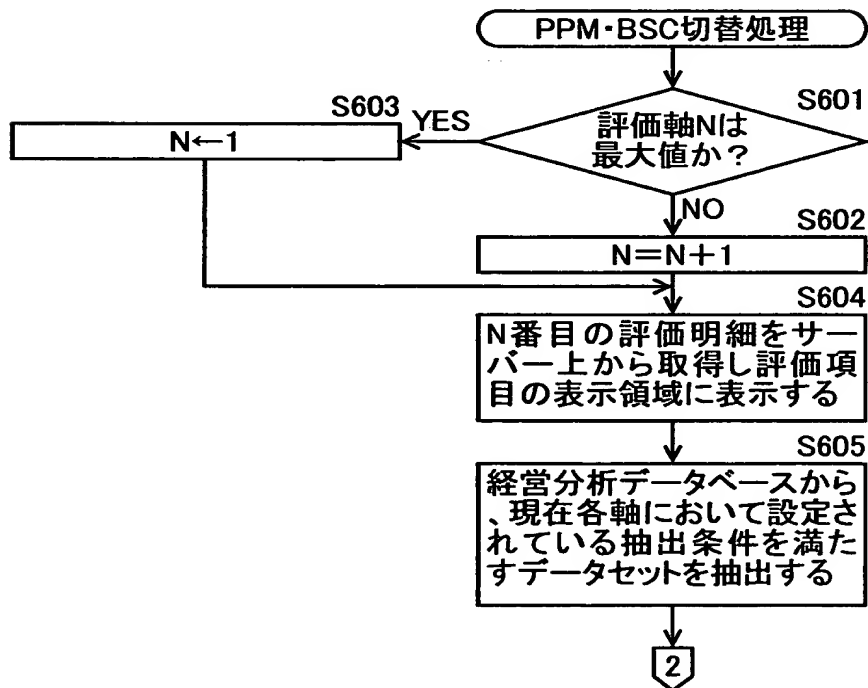 PPM・BSC切替処理
S601
評価軸Nは
最大値か？
S603
YES
N←1
NO
S602
N＝N＋1
S604
N番目の評価明細をサー
バー上から取得し評価項
目の表示領域に表示する
S605
経営分析データベースから
、現在各軸において設定さ
れている抽出条件を満た
すデータセットを抽出する
2